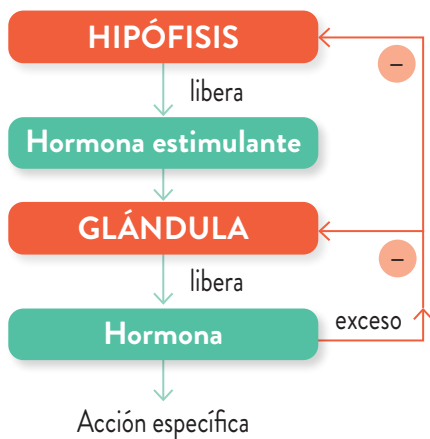 HIPÓFISIS
–
libera
Hormona estimulante
GLÁNDULA
–
libera
exceso
Hormona
Acción específica